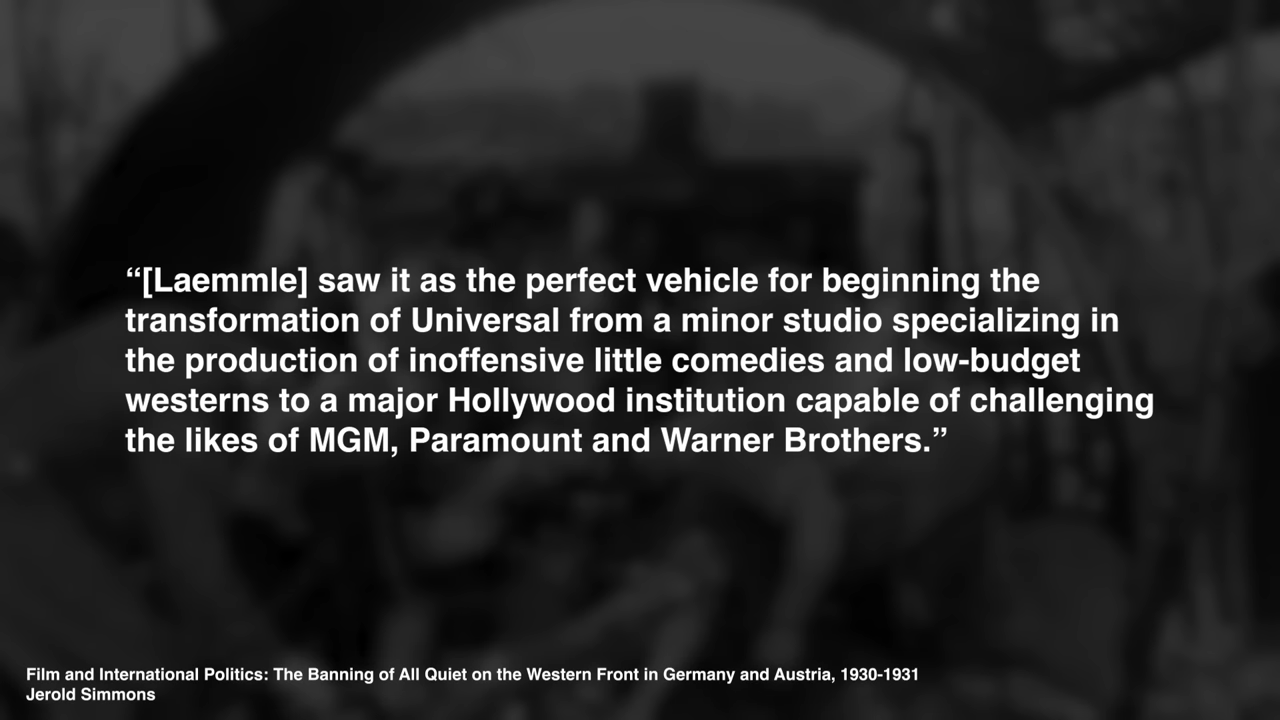 “[Laemmle] saw it as the perfect vehicle for beginning the
transformation of Universal from a minor studio specializing in
the production of inoffensive little comedies and low-budget
westerns to a major Hollywood institution capable of challenging
the likes of MGM, Paramount and Warner Brothers.”
Film and International Politics: The Banning of All Quiet on the Western Front in Germany and Austria, 1930-1931
Jerold Simmons